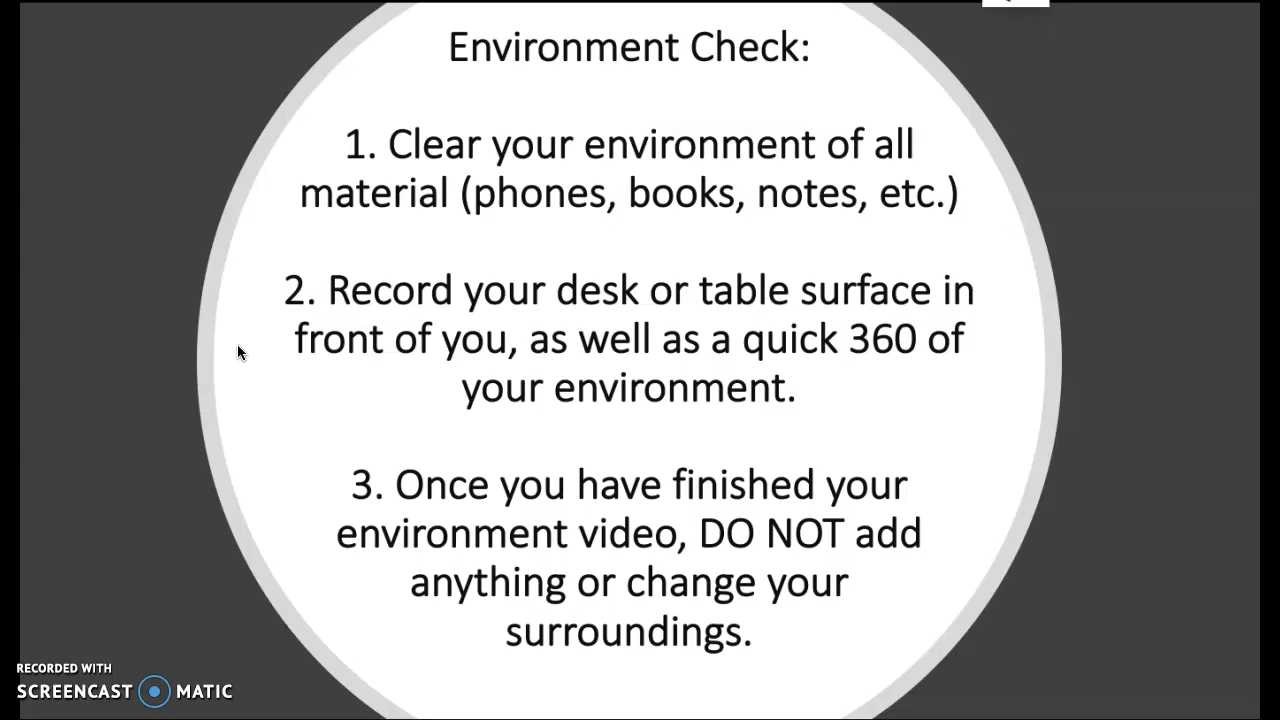 Environment Check:
1. Clear your environment of all
material (phones, books, notes, etc.)
2. Record your desk or table surface in
front of you, as well as a quick 360 of
your environment.
3. Once you have finished your
environment video, DO NOT add
anything or change your
surroundings.
RECORDED WITH
SCREENCAST MATIC